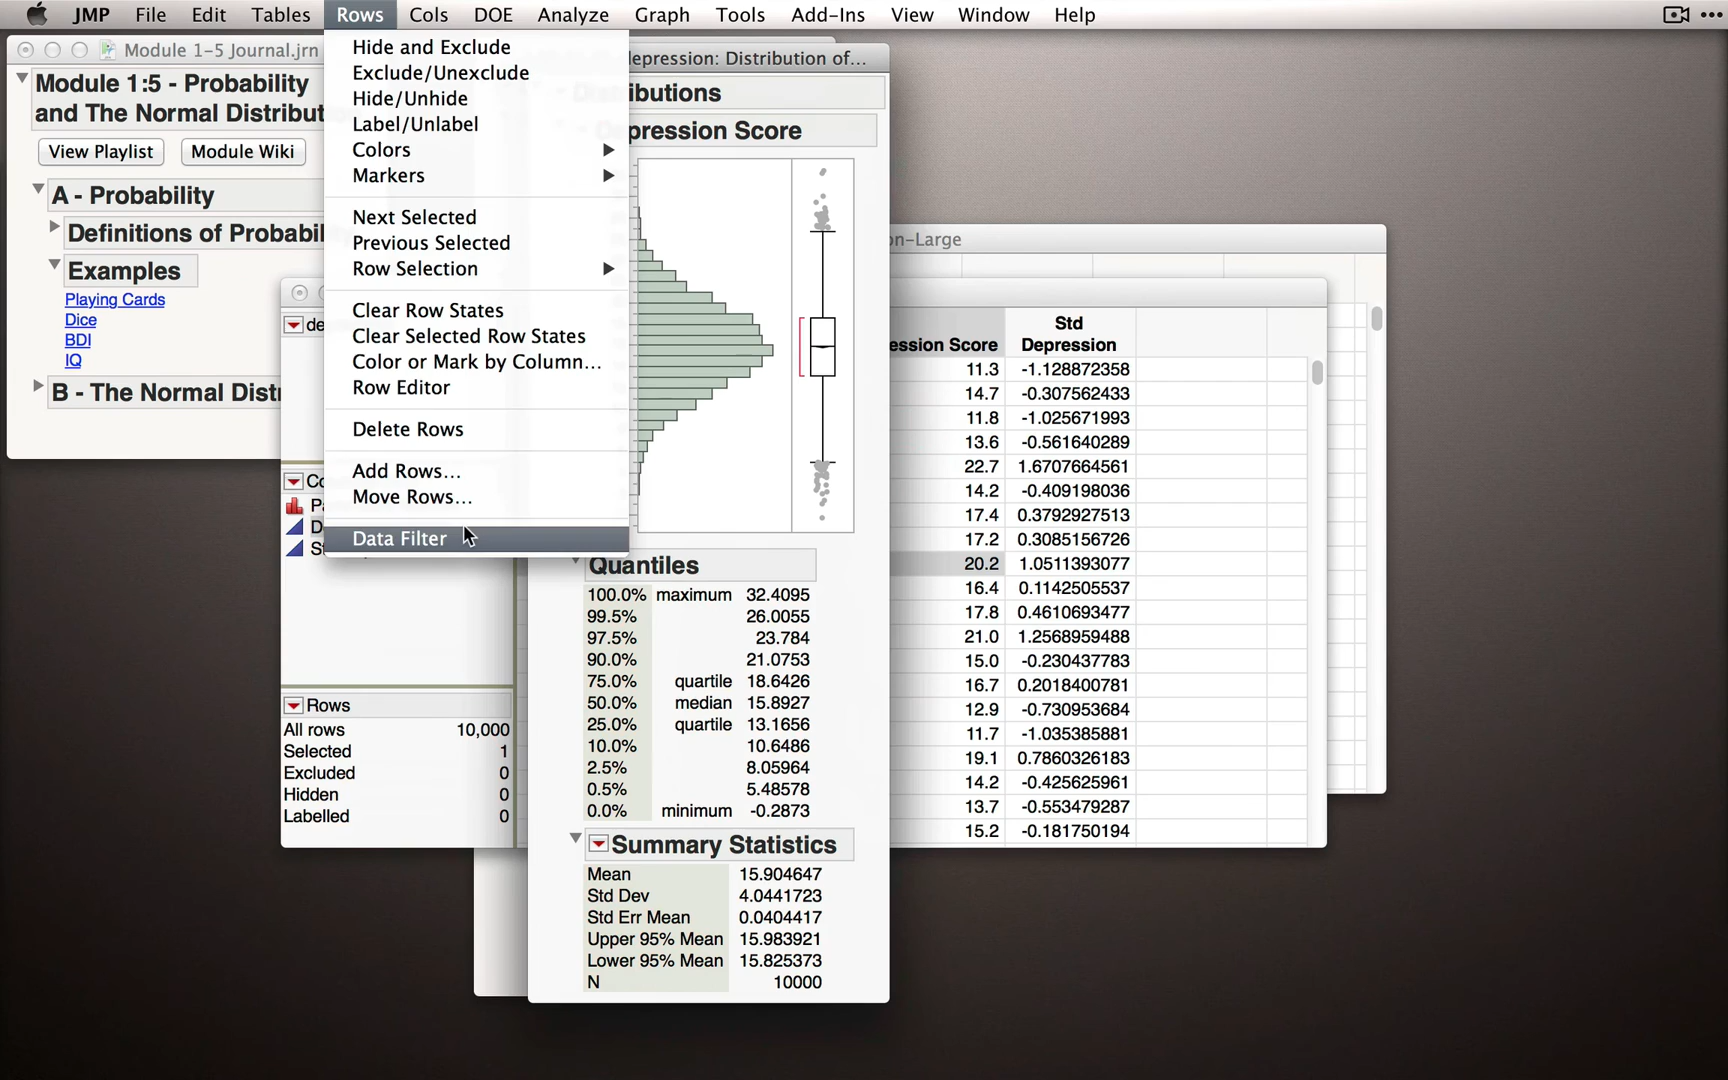 JMP File Edit Tables Rows Cols DOE Analyze Graph Tools Add-Ins View Window Help
Module 1-5 Journal.jrn
Module 1:5 - Probability
and The Normal Distribut
View Playlist Module Wiki
A - Probability
Definitions of Probabil
Examples
Playing Cards
Dice
BDI
IQ
B - The Normal Distr
Hide and Exclude
Exclude/Unexclude
Hide/Unhide
Label/Unlabel
Colors
Markers
Next Selected
Previous Selected
Row Selection
Clear Row States
Clear Selected Row States
Color or Mark by Column...
Row Editor
Delete Rows
Add Rows...
Move Rows...
Data Filter
de
Co
Pa
D
St
Rows
All rows 10,000
Selected 1
Excluded 0
Hidden 0
Labelled 0
epression: Distribution of...
Distributions
pression Score
Quantiles
100.0% maximum 32.4095
99.5% 26.0055
97.5% 23.784
90.0% 21.0753
75.0% quartile 18.6426
50.0% median 15.8927
25.0% quartile 13.1656
10.0% 10.6486
2.5% 8.05964
0.5% 5.48578
0.0% minimum -0.2873
Summary Statistics
Mean 15.904647
Std Dev 4.0441723
Std Err Mean 0.0404417
Upper 95% Mean 15.983921
Lower 95% Mean 15.825373
N 10000
on-Large
ession Score Std
Depression
11.3 -1.128872358
14.7 -0.307562433
11.8 -1.025671993
13.6 -0.561640289
22.7 1.6707664561
14.2 -0.409198036
17.4 0.3792927513
17.2 0.3085156726
20.2 1.0511393077
16.4 0.1142505537
17.8 0.4610693477
21.0 1.2568959488
15.0 -0.230437783
16.7 0.2018400781
12.9 -0.730953684
11.7 -1.035385881
19.1 0.7860326183
14.2 -0.425625961
13.7 -0.553479287
15.2 -0.181750194